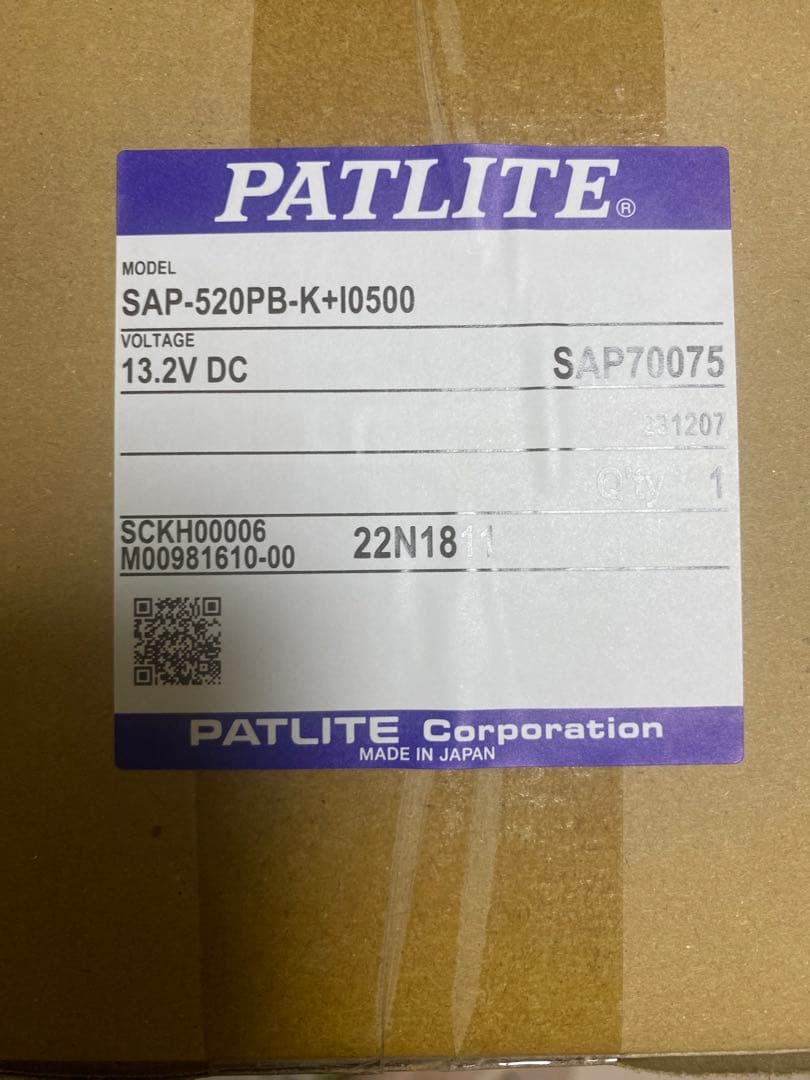 PATLITE®
MODEL
SAP-520PB-K+I0500
VOLTAGE
13.2V DC
SAP70075
231207
Q'ty 1
SCKH00006
M00981610-00
22N1811
PATLITE Corporation
MADE IN JAPAN